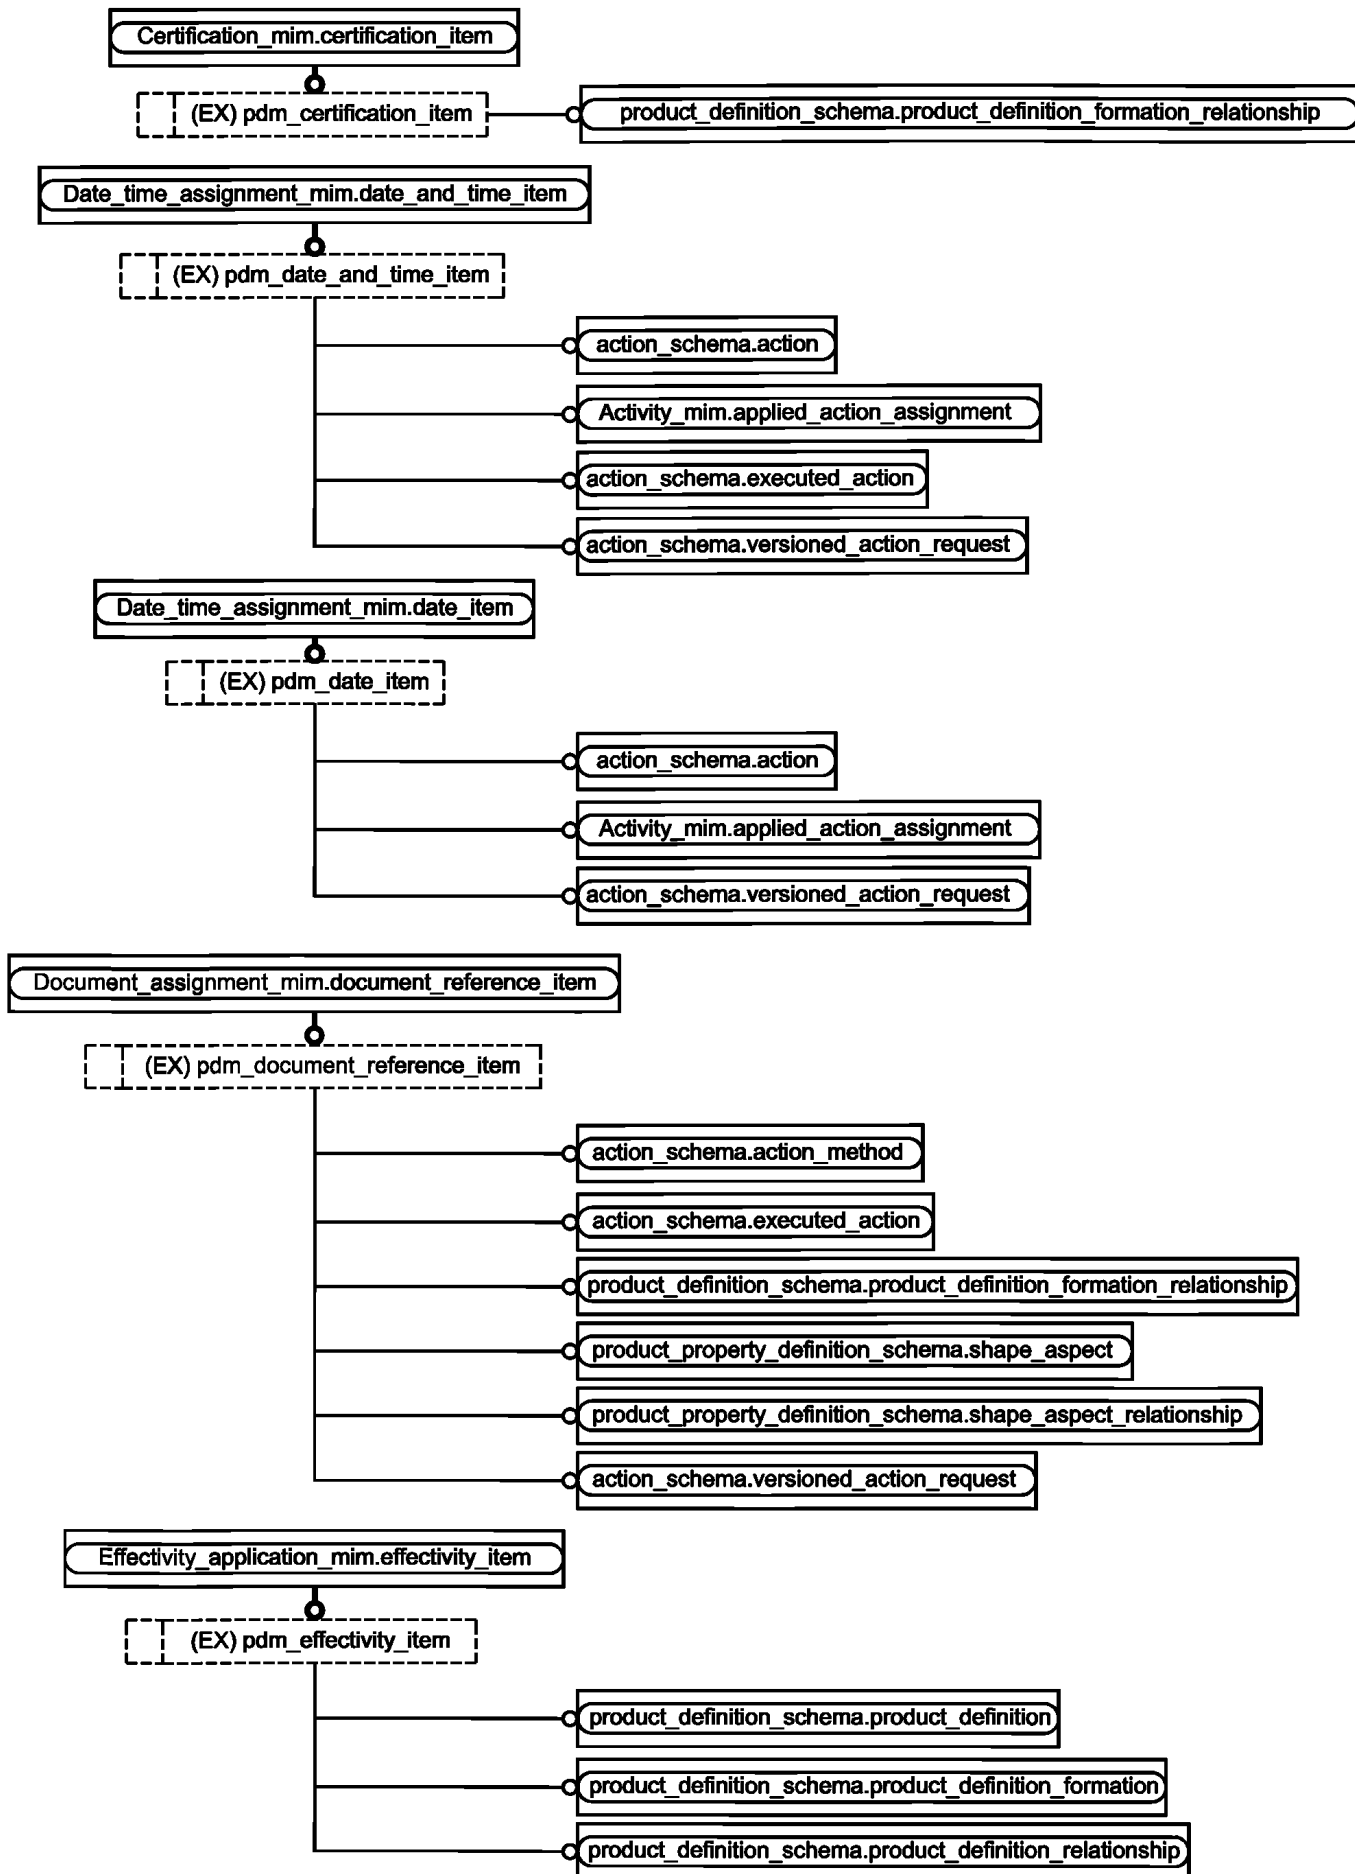 Certification_mim.certification_item
(EX) pdm_certification_item
product_definition_schema.product_definition_formation_relationship
Date_time_assignment_mim.date_and_time_item
(EX) pdm_date_and_time_item
action_schema.action
Activity_mim.applied_action_assignment
action_schema.executed_action
action_schema.versioned_action_request
Date_time_assignment_mim.date_item
(EX) pdm_date_item
action_schema.action
Activity_mim.applied_action_assignment
action_schema.versioned_action_request
Document_assignment_mim.document_reference_item
(EX) pdm_document_reference_item
action_schema.action_method
action_schema.executed_action
product_definition_schema.product_definition_formation_relationship
product_property_definition_schema.shape_aspect
product_property_definition_schema.shape_aspect_relationship
action_schema.versioned_action_request
Effectivity_application_mim.effectivity_item
(EX) pdm_effectivity_item
product_definition_schema.product_definition
product_definition_schema.product_definition_formation
product_definition_schema.product_definition_relationship